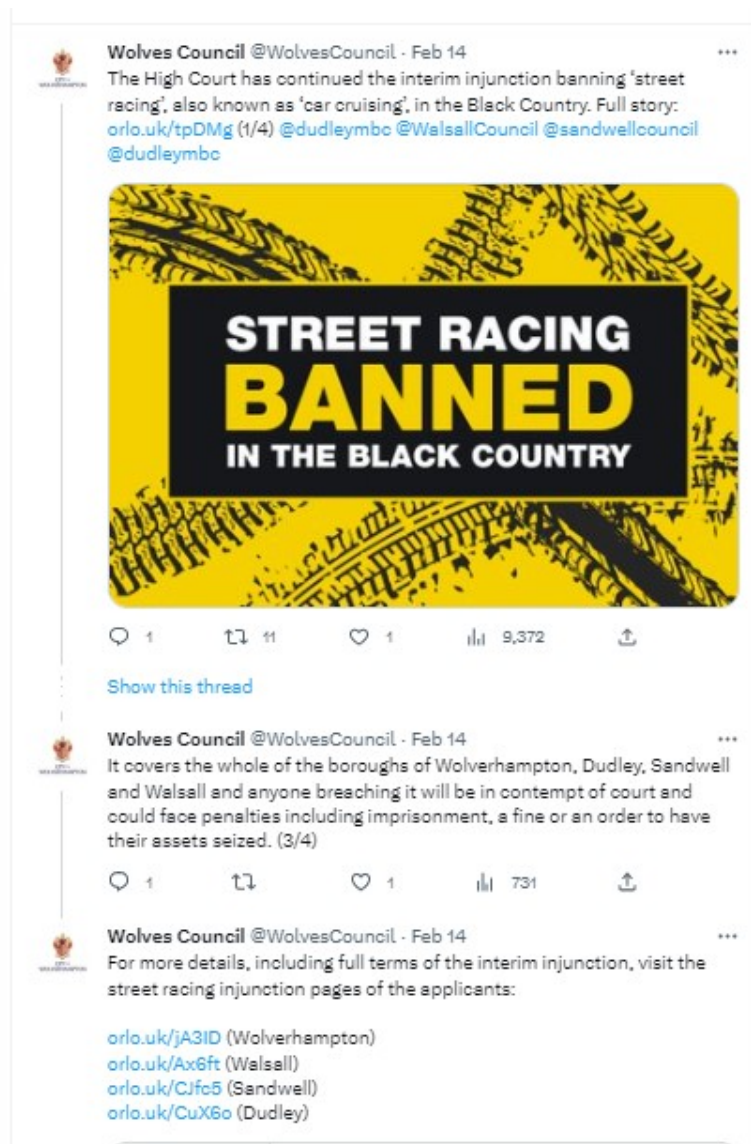 Wolves Council @WolvesCouncil · Feb 14
The High Court has continued the interim injunction banning 'street
racing', also known as 'car cruising', in the Black Country. Full story:
orlo.uk/tpDMg (1/4) @dudleymbc @WalsallCouncil @sandwellcouncil
@dudleymbc
STREET RACING
BANNED
IN THE BLACK COUNTRY
1 11 1 9,372
Show this thread
Wolves Council @WolvesCouncil · Feb 14
It covers the whole of the boroughs of Wolverhampton, Dudley, Sandwell
and Walsall and anyone breaching it will be in contempt of court and
could face penalties including imprisonment, a fine or an order to have
their assets seized. (3/4)
1 1 731
Wolves Council @WolvesCouncil · Feb 14
For more details, including full terms of the interim injunction, visit the
street racing injunction pages of the applicants:
orlo.uk/jA3ID (Wolverhampton)
orlo.uk/Ax6ft (Walsall)
orlo.uk/CJfc5 (Sandwell)
orlo.uk/CuX6o (Dudley)